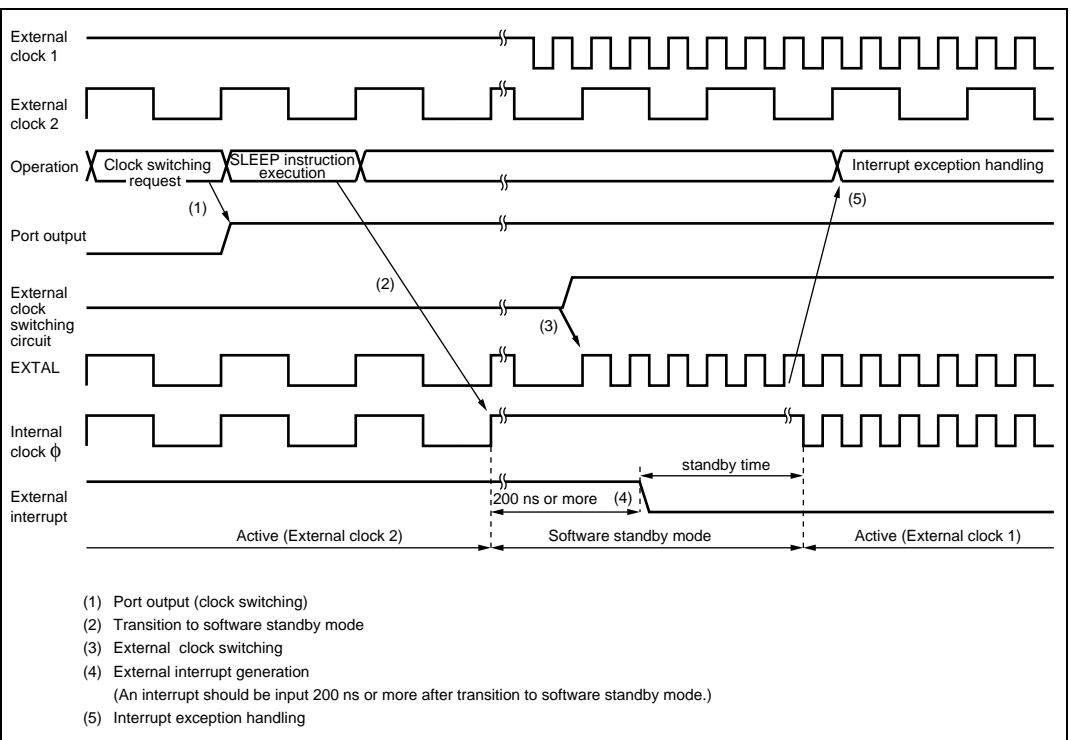 External
clock 1
External
clock 2
Operation
Clock switching
request
SLEEP instruction
execution
Interrupt exception handling
(1)
(5)
Port output
(2)
External
clock
switching
circuit
(3)
EXTAL
Internal
clock ϕ
standby time
External
interrupt
200 ns or more (4)
Active (External clock 2)
Software standby mode
Active (External clock 1)
(1) Port output (clock switching)
(2) Transition to software standby mode
(3) External clock switching
(4) External interrupt generation
(An interrupt should be input 200 ns or more after transition to software standby mode.)
(5) Interrupt exception handling